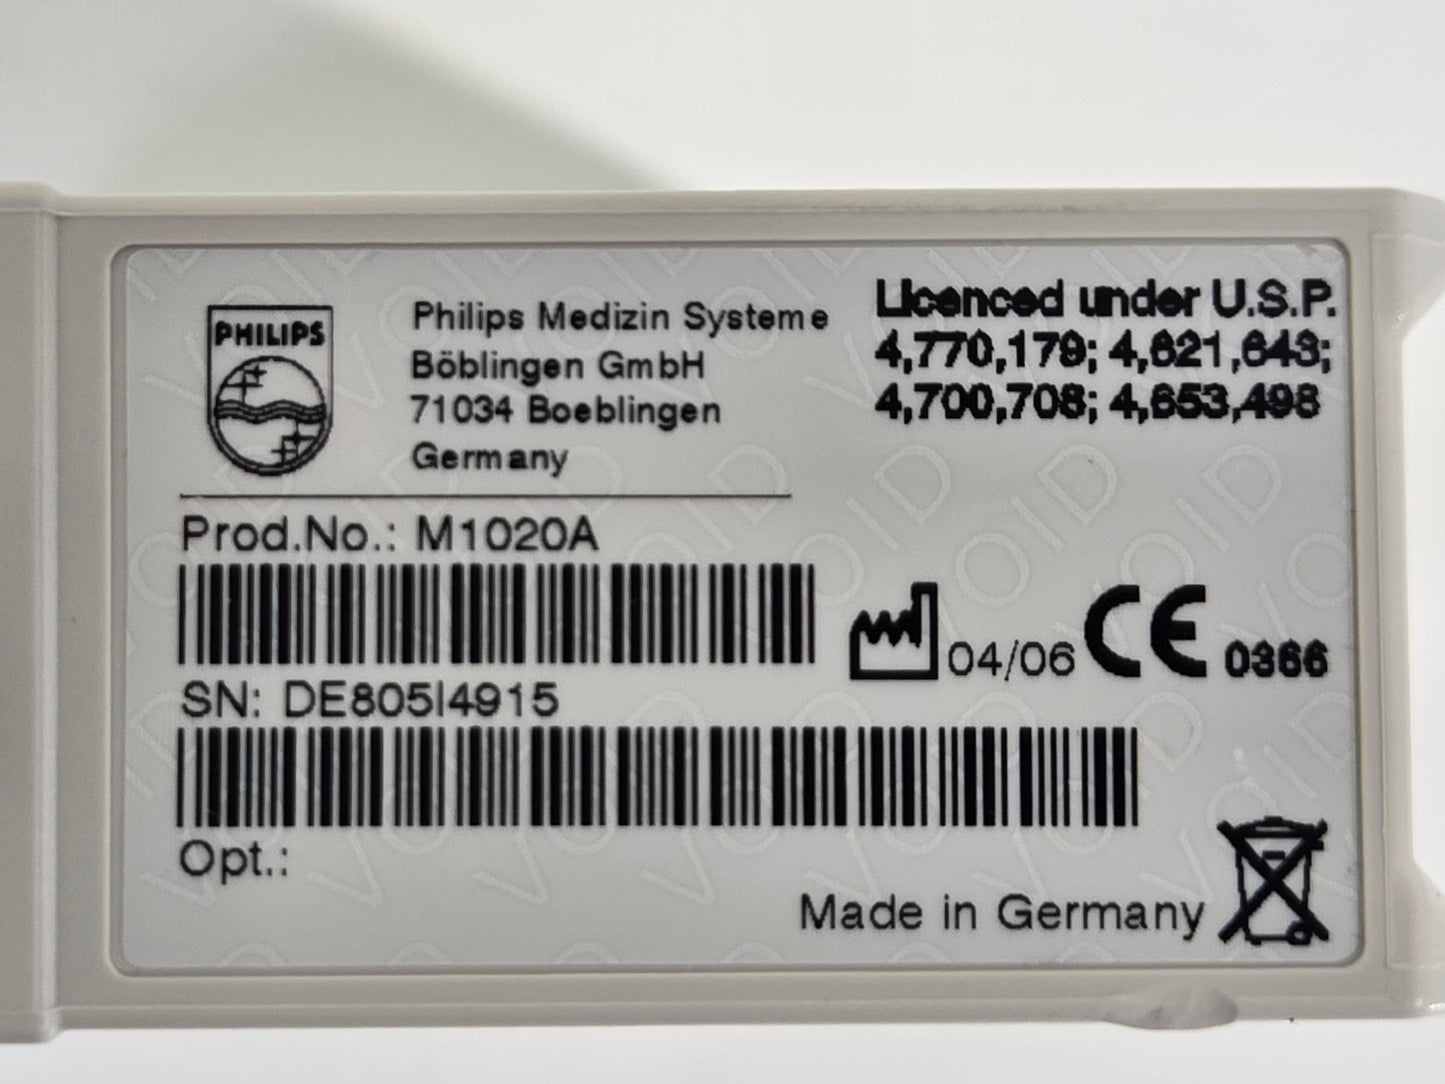 PHILIPS
Philips Medizin Systeme
Böblingen GmbH
71034 Boeblingen
Germany
Licenced under U.S.P.
4,770,179; 4,621,643;
4,700,708; 4,653,498
Prod.No.: M1020A
04/06
CE 0366
SN: DE805I4915
Opt.:
Made in Germany